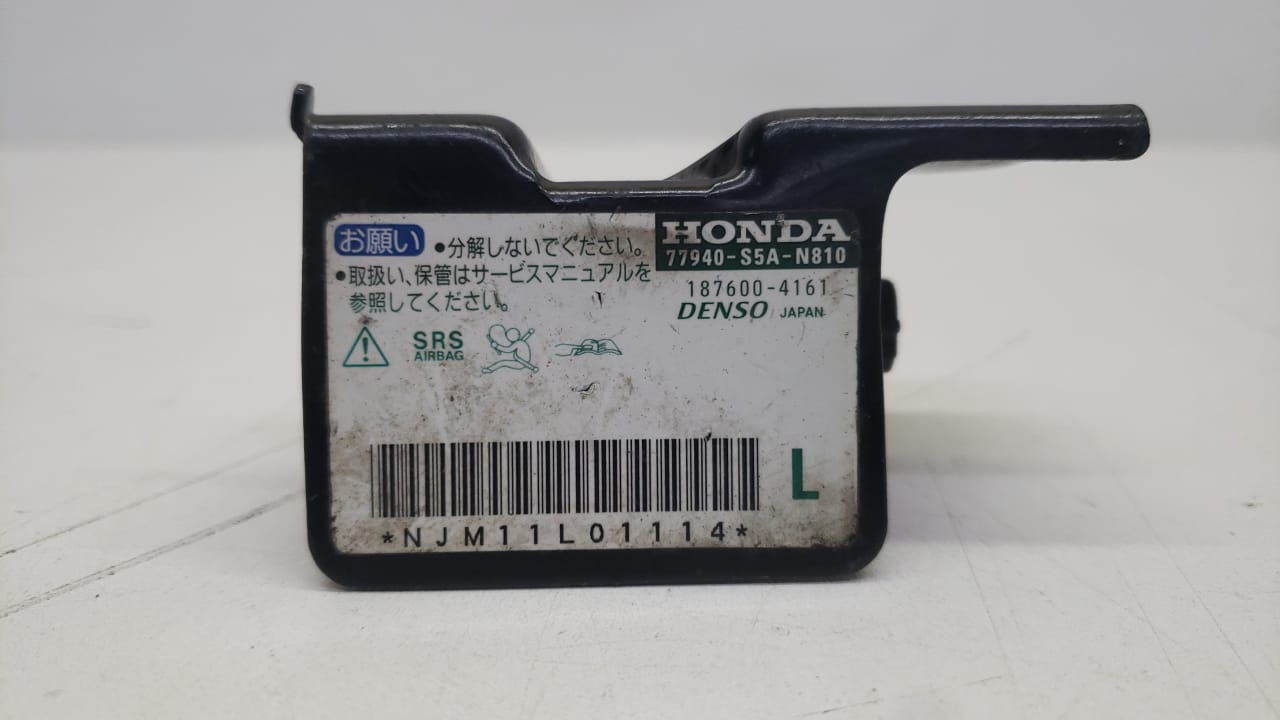 お願い
●分解しないでください。
●取扱い、保管はサービスマニュアルを
参照してください。
HONDA
77940-S5A-N810
187600-4161
DENSO JAPAN
SRS
AIRBAG
L
*NJM11L01114*